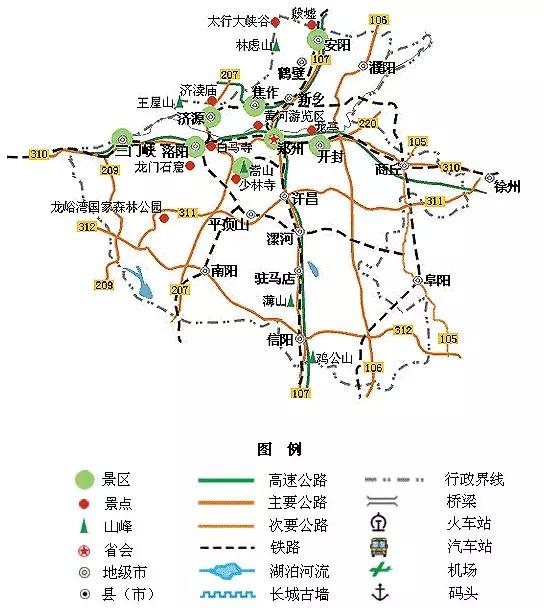 太行大峡谷
殷墟
106
林虑山
安阳
107
鹤壁
濮阳
207
济渎庙
王屋山
焦作
新乡
济源
黄河游览区
龙亭
220
三门峡
洛阳
白马寺
郑州
开封
105
310
209
龙门石窟
嵩山
少林寺
商丘
310
徐州
许昌
311
龙峪湾国家森林公园
311
平顶山
漯河
312
南阳
驻马店
阜阳
209
207
薄山
信阳
312
鸡公山
106
105
107
图 例
景区
高速公路
行政界线
景点
主要公路
桥梁
山峰
次要公路
火车站
省会
铁路
汽车站
地级市
湖泊河流
机场
县（市）
长城古墙
码头